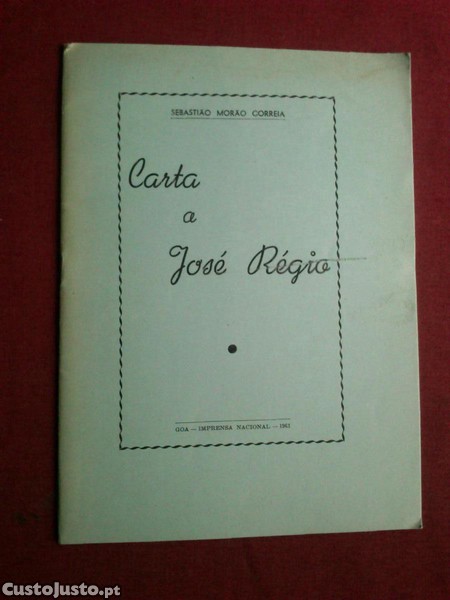 SEBASTIÃO MORÃO CORREIA
Carta
a
José Régio
GOA — IMPRENSA NACIONAL — 1961
CustoJusto.pt